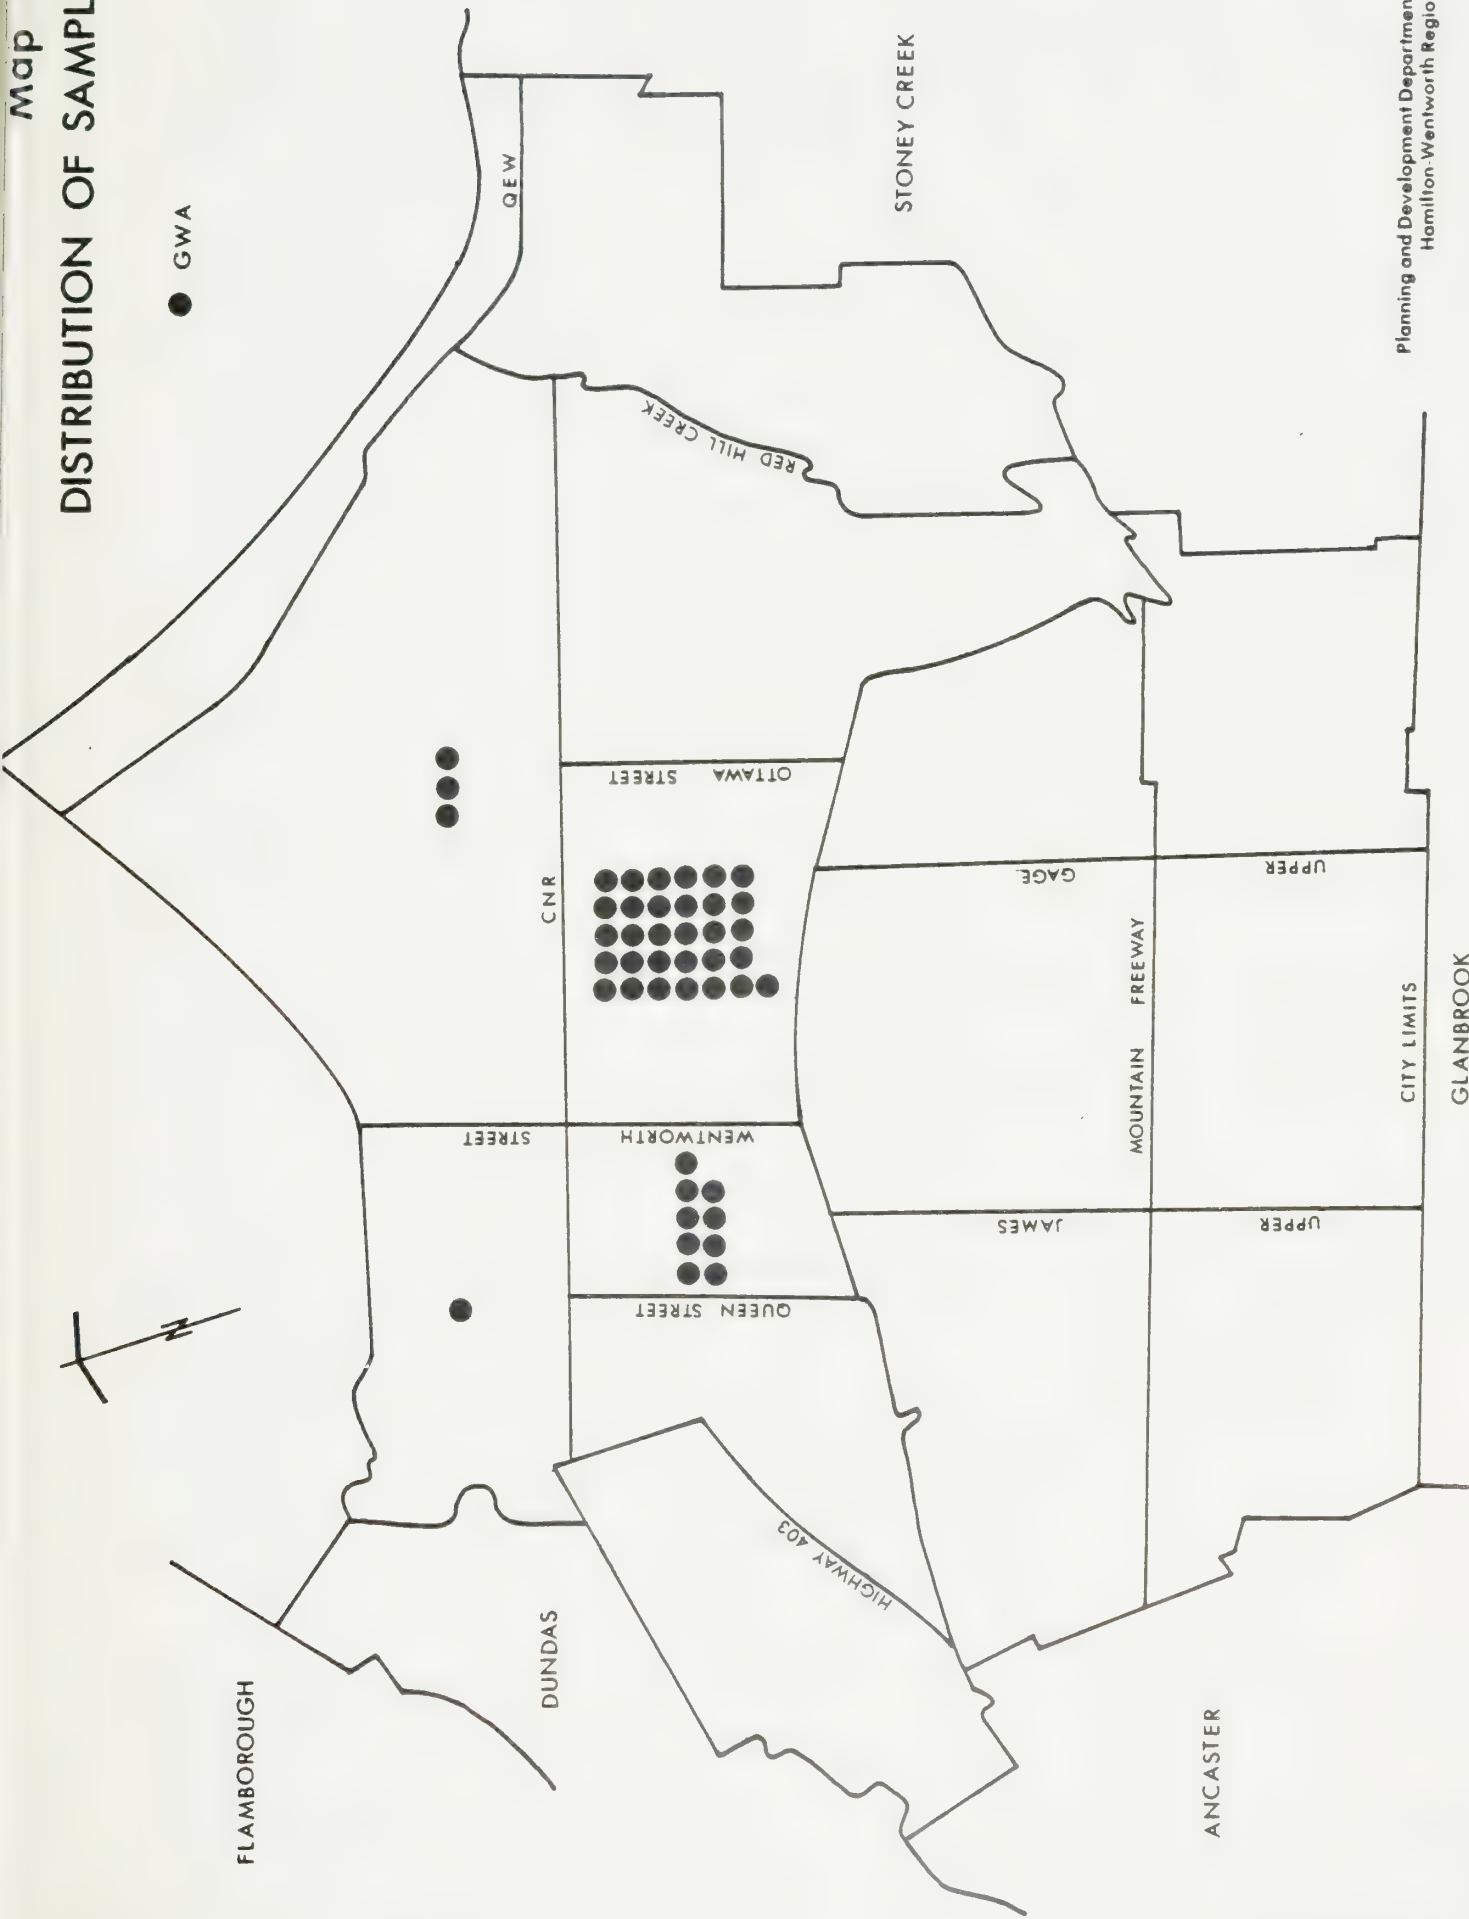 Map
DISTRIBUTION OF SAMPL
GWA
QEW
STONEY CREEK
RED HILL CREEK
CNR
OTTAWA STREET
WENTWORTH STREET
QUEEN STREET
UPPER GAGE
UPPER JAMES
MOUNTAIN FREEWAY
CITY LIMITS
GLANBROOK
HIGHWAY 403
N
FLAMBOROUGH
DUNDAS
ANCASTER
Planning and Development Departmen
Hamilton-Wentworth Regio